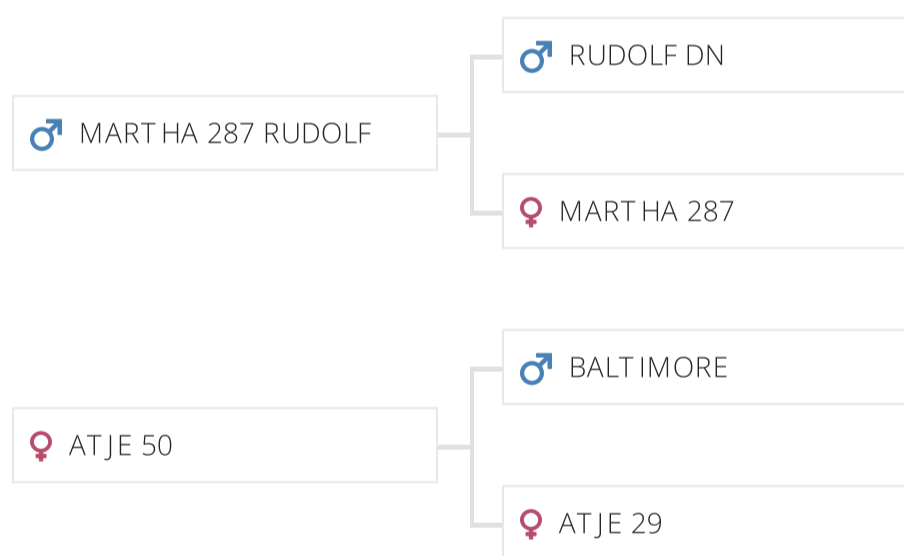 RUDOLF DN
MARTHA 287 RUDOLF
MARTHA 287
BALTIMORE
ATJE 50
ATJE 29